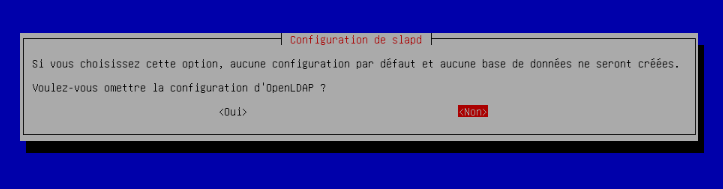 Configuration de slapd
Si vous choisissez cette option, aucune configuration par défaut et aucune base de données ne seront créées.
Voulez-vous omettre la configuration d'OpenLDAP ?
<Oui> <Non>